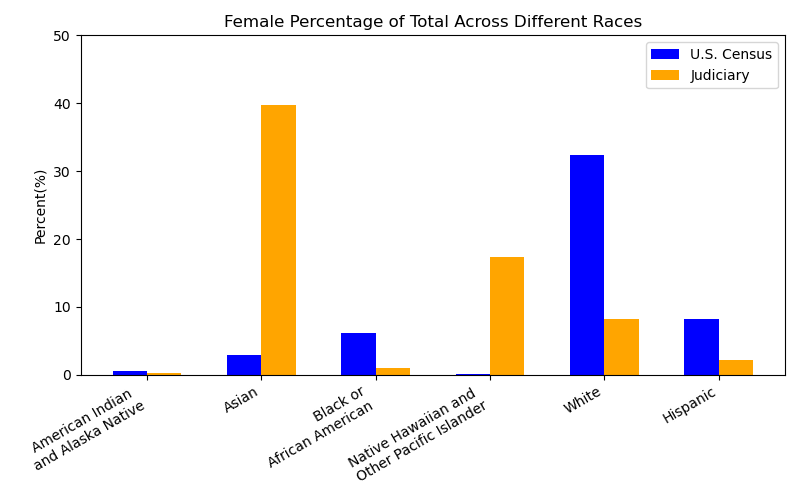 Female Percentage of Total Across Different Races
50
40
30
20
10
0
Percent(%)
U.S. Census
Judiciary
American Indian
and Alaska Native
Asian
Black or
African American
Native Hawaiian and
Other Pacific Islander
White
Hispanic